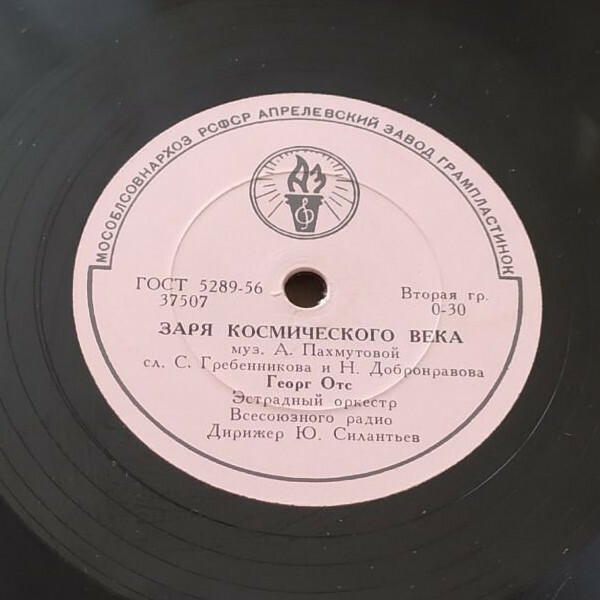 МОСОБЛСОВНАРХОЗ РСФСР АПРЕЛЕВСКИЙ ЗАВОД ГРАМПЛАСТИНОК
АЗ
ГОСТ 5289-56
37507
Вторая гр.
0-30
ЗАРЯ КОСМИЧЕСКОГО ВЕКА
муз. А. Пахмутовой
сл. С. Гребенникова и Н. Добронравова
Георг Отс
Эстрадный оркестр
Всесоюзного радио
Дирижер Ю. Силантьев